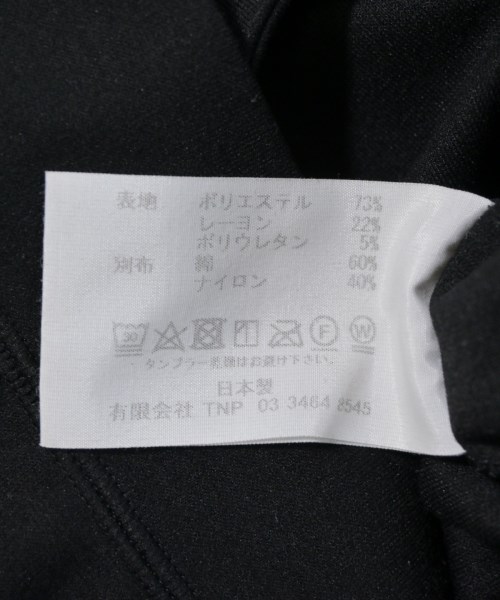 表地 ポリエステル 73%
レーヨン 22%
ポリウレタン 5%
別布 綿 60%
ナイロン 40%
30 F W
タンブラー乾燥はお避け下さい
日本製
有限会社 TNP 03 3464 8545